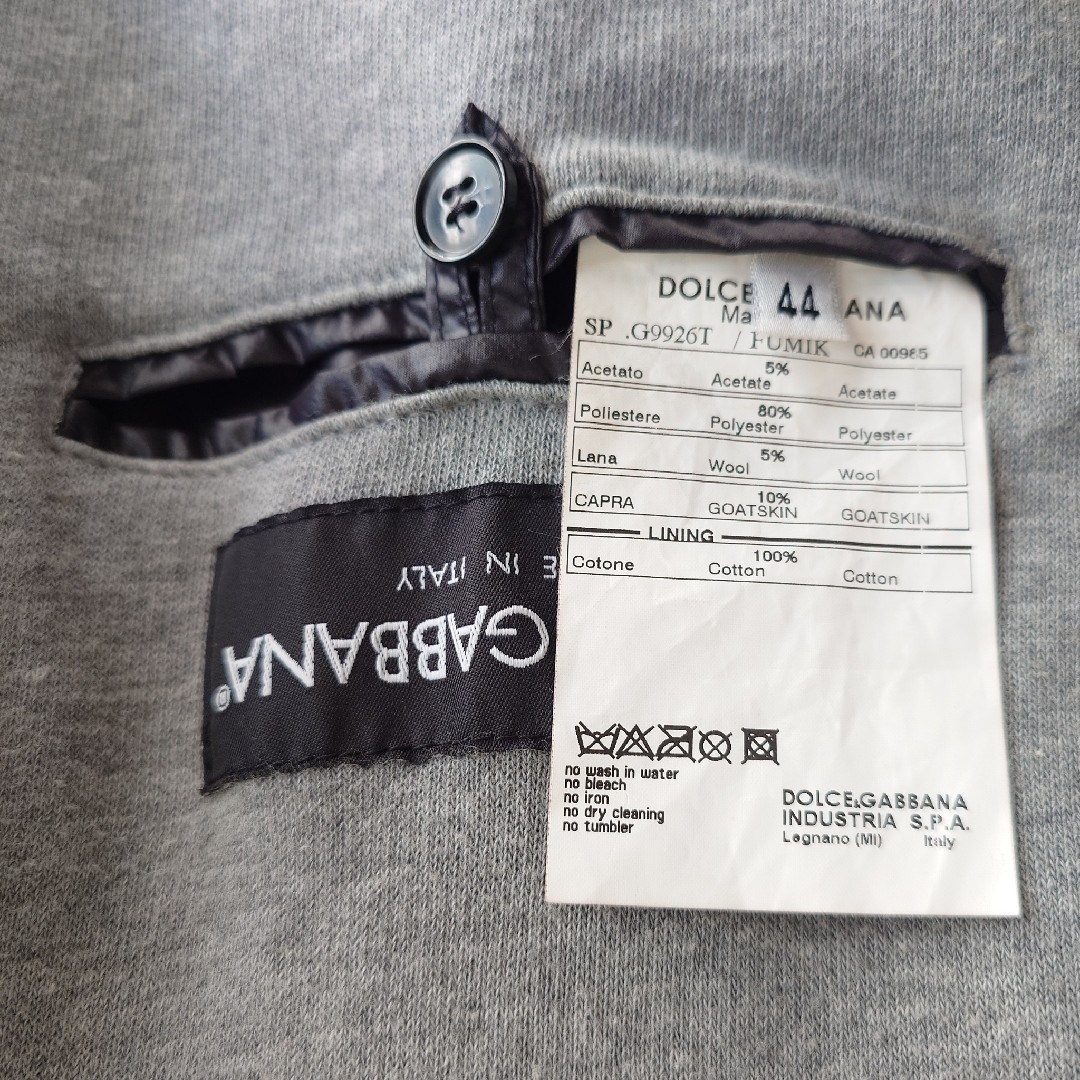 DOLCE ANA
Ma
44
SP .G9926T / FUMIK CA 00985
5%
Acetato Acetate Acetate
80%
Poliestere Polyester Polyester
5%
Lana Wool Wool
10%
CAPRA GOATSKIN GOATSKIN
LINING
100%
Cotone Cotton Cotton
no wash in water
no bleach
no iron
no dry cleaning
no tumbler
DOLCE&GABBANA
INDUSTRIA S.P.A.
Legnano (MI) Italy
GABBANA®
E IN ITALY